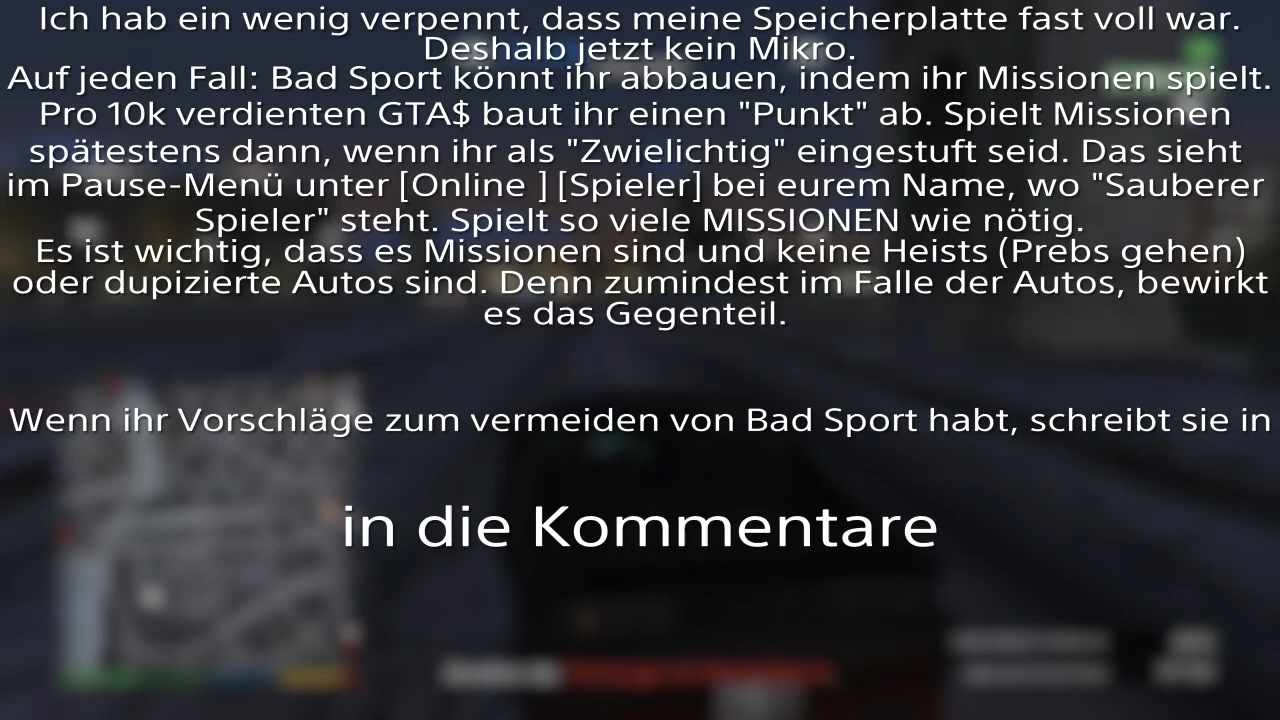 Ich hab ein wenig verpennt, dass meine Speicherplatte fast voll war.
Deshalb jetzt kein Mikro.
Auf jeden Fall: Bad Sport könnt ihr abbauen, indem ihr Missionen spielt.
Pro 10k verdienten GTA$ baut ihr einen "Punkt" ab. Spielt Missionen
spätestens dann, wenn ihr als "Zwielichtig" eingestuft seid. Das sieht
im Pause-Menü unter [Online ] [Spieler] bei eurem Name, wo "Sauberer
Spieler" steht. Spielt so viele MISSIONEN wie nötig.
Es ist wichtig, dass es Missionen sind und keine Heists (Prebs gehen)
oder dupizierte Autos sind. Denn zumindest im Falle der Autos, bewirkt
es das Gegenteil.
Wenn ihr Vorschläge zum vermeiden von Bad Sport habt, schreibt sie in
in die Kommentare